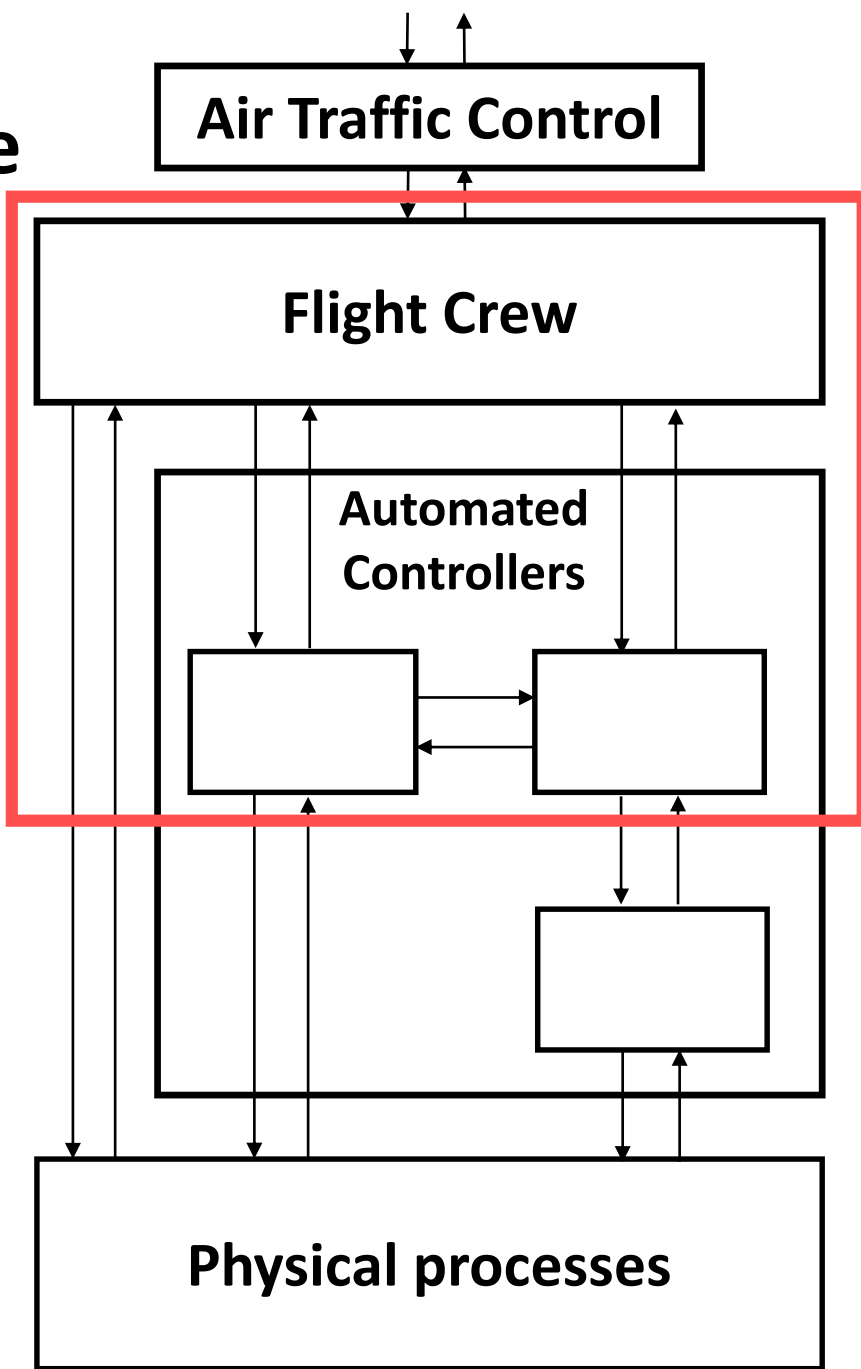 Air Traffic Control
e
Flight Crew
Automated
Controllers
Physical processes